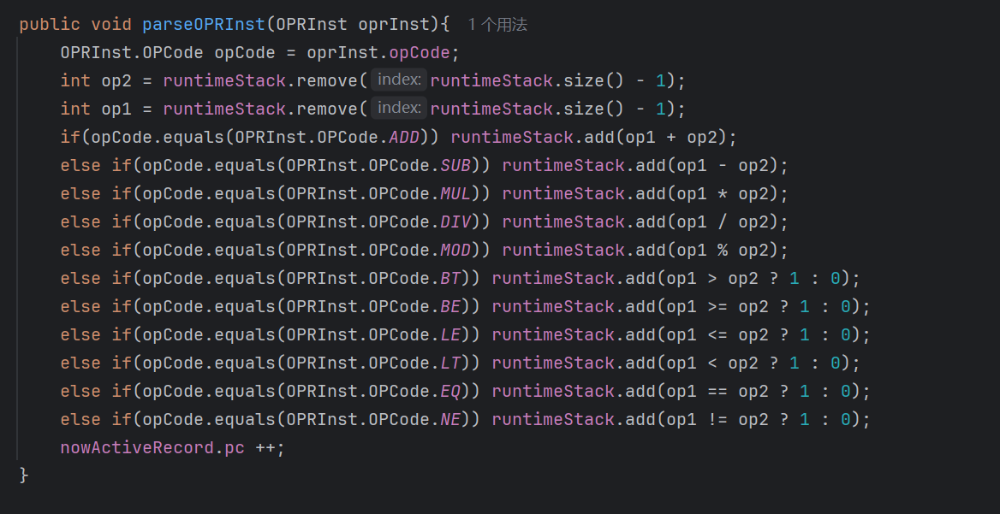 public void parseOPRInst(OPRInst oprInst){ 1 个用法
    OPRInst.OPCode opCode = oprInst.opCode;
    int op2 = runtimeStack.remove( index: runtimeStack.size() - 1);
    int op1 = runtimeStack.remove( index: runtimeStack.size() - 1);
    if(opCode.equals(OPRInst.OPCode.ADD)) runtimeStack.add(op1 + op2);
    else if(opCode.equals(OPRInst.OPCode.SUB)) runtimeStack.add(op1 - op2);
    else if(opCode.equals(OPRInst.OPCode.MUL)) runtimeStack.add(op1 * op2);
    else if(opCode.equals(OPRInst.OPCode.DIV)) runtimeStack.add(op1 / op2);
    else if(opCode.equals(OPRInst.OPCode.MOD)) runtimeStack.add(op1 % op2);
    else if(opCode.equals(OPRInst.OPCode.BT)) runtimeStack.add(op1 > op2 ? 1 : 0);
    else if(opCode.equals(OPRInst.OPCode.BE)) runtimeStack.add(op1 >= op2 ? 1 : 0);
    else if(opCode.equals(OPRInst.OPCode.LE)) runtimeStack.add(op1 <= op2 ? 1 : 0);
    else if(opCode.equals(OPRInst.OPCode.LT)) runtimeStack.add(op1 < op2 ? 1 : 0);
    else if(opCode.equals(OPRInst.OPCode.EQ)) runtimeStack.add(op1 == op2 ? 1 : 0);
    else if(opCode.equals(OPRInst.OPCode.NE)) runtimeStack.add(op1 != op2 ? 1 : 0);
    nowActiveRecord.pc ++;
}